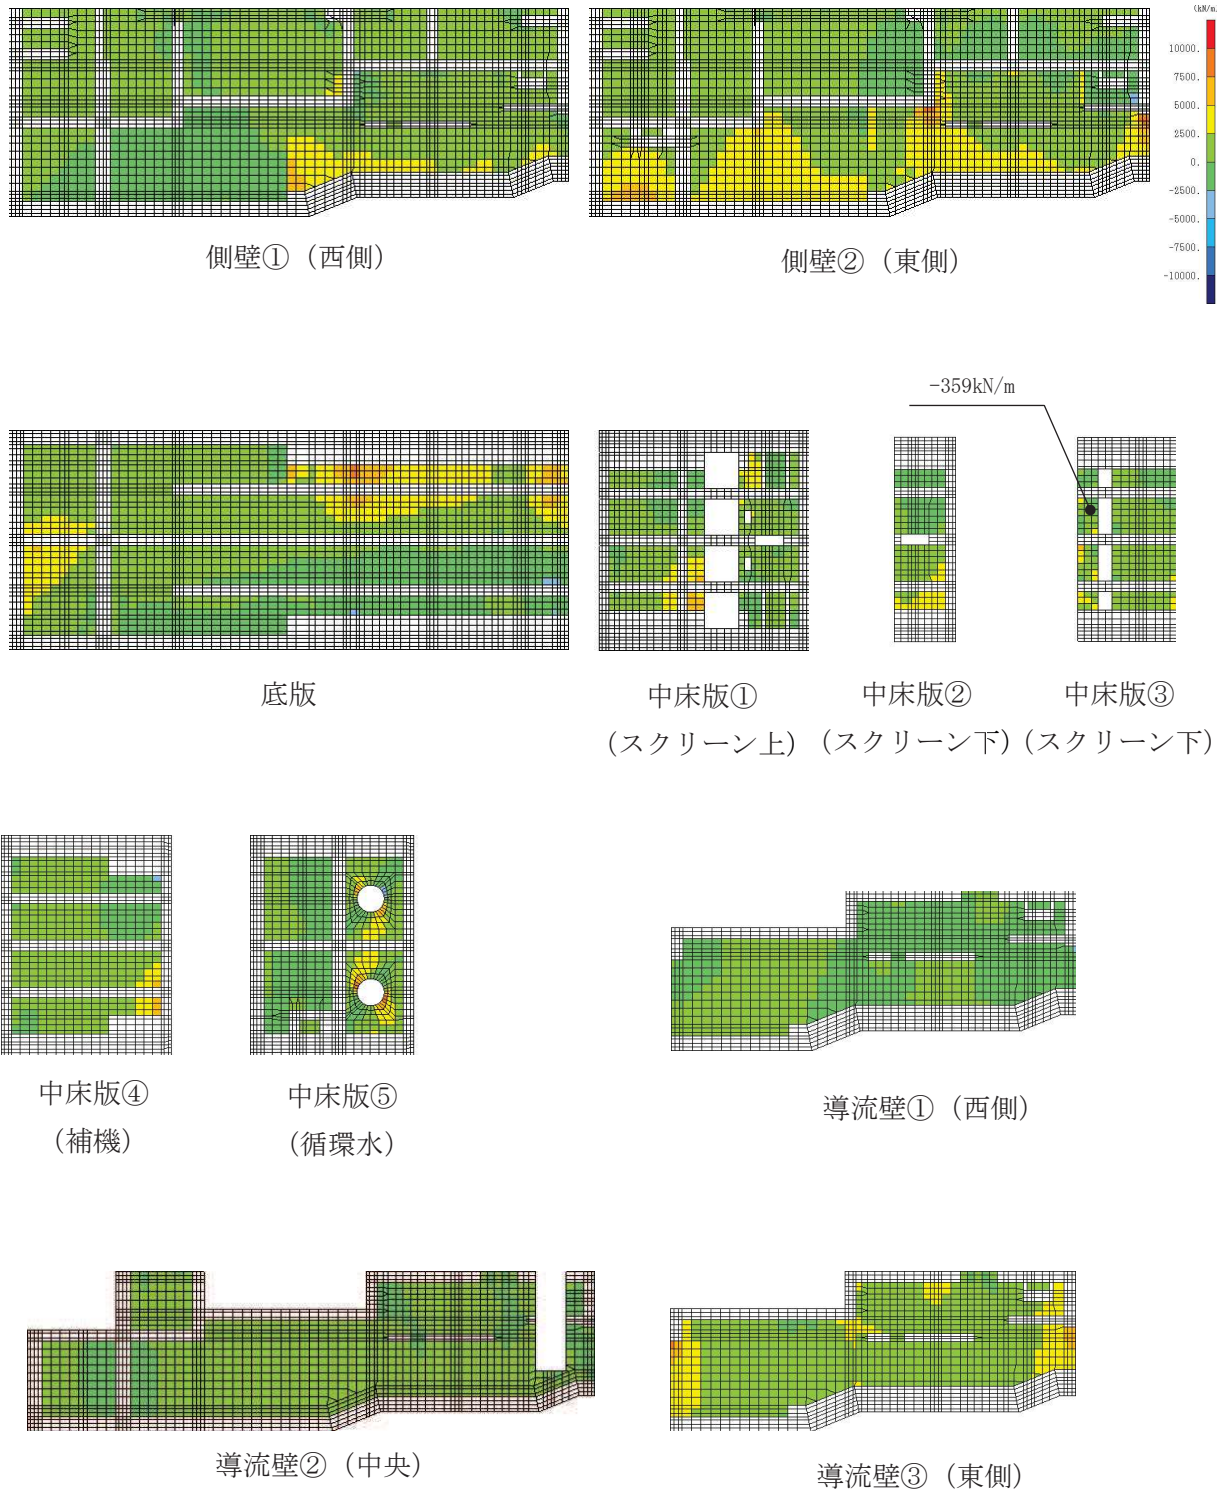 (kN/m.
10000.
7500.
5000.
2500.
0.
-2500.
-5000.
-7500.
-10000.
側壁①（西側）
側壁②（東側）
-359kN/m
底版
中床版①
（スクリーン上）
中床版②
（スクリーン下）
中床版③
（スクリーン下）
中床版④
（補機）
中床版⑤
（循環水）
導流壁①（西側）
導流壁②（中央）
導流壁③（東側）